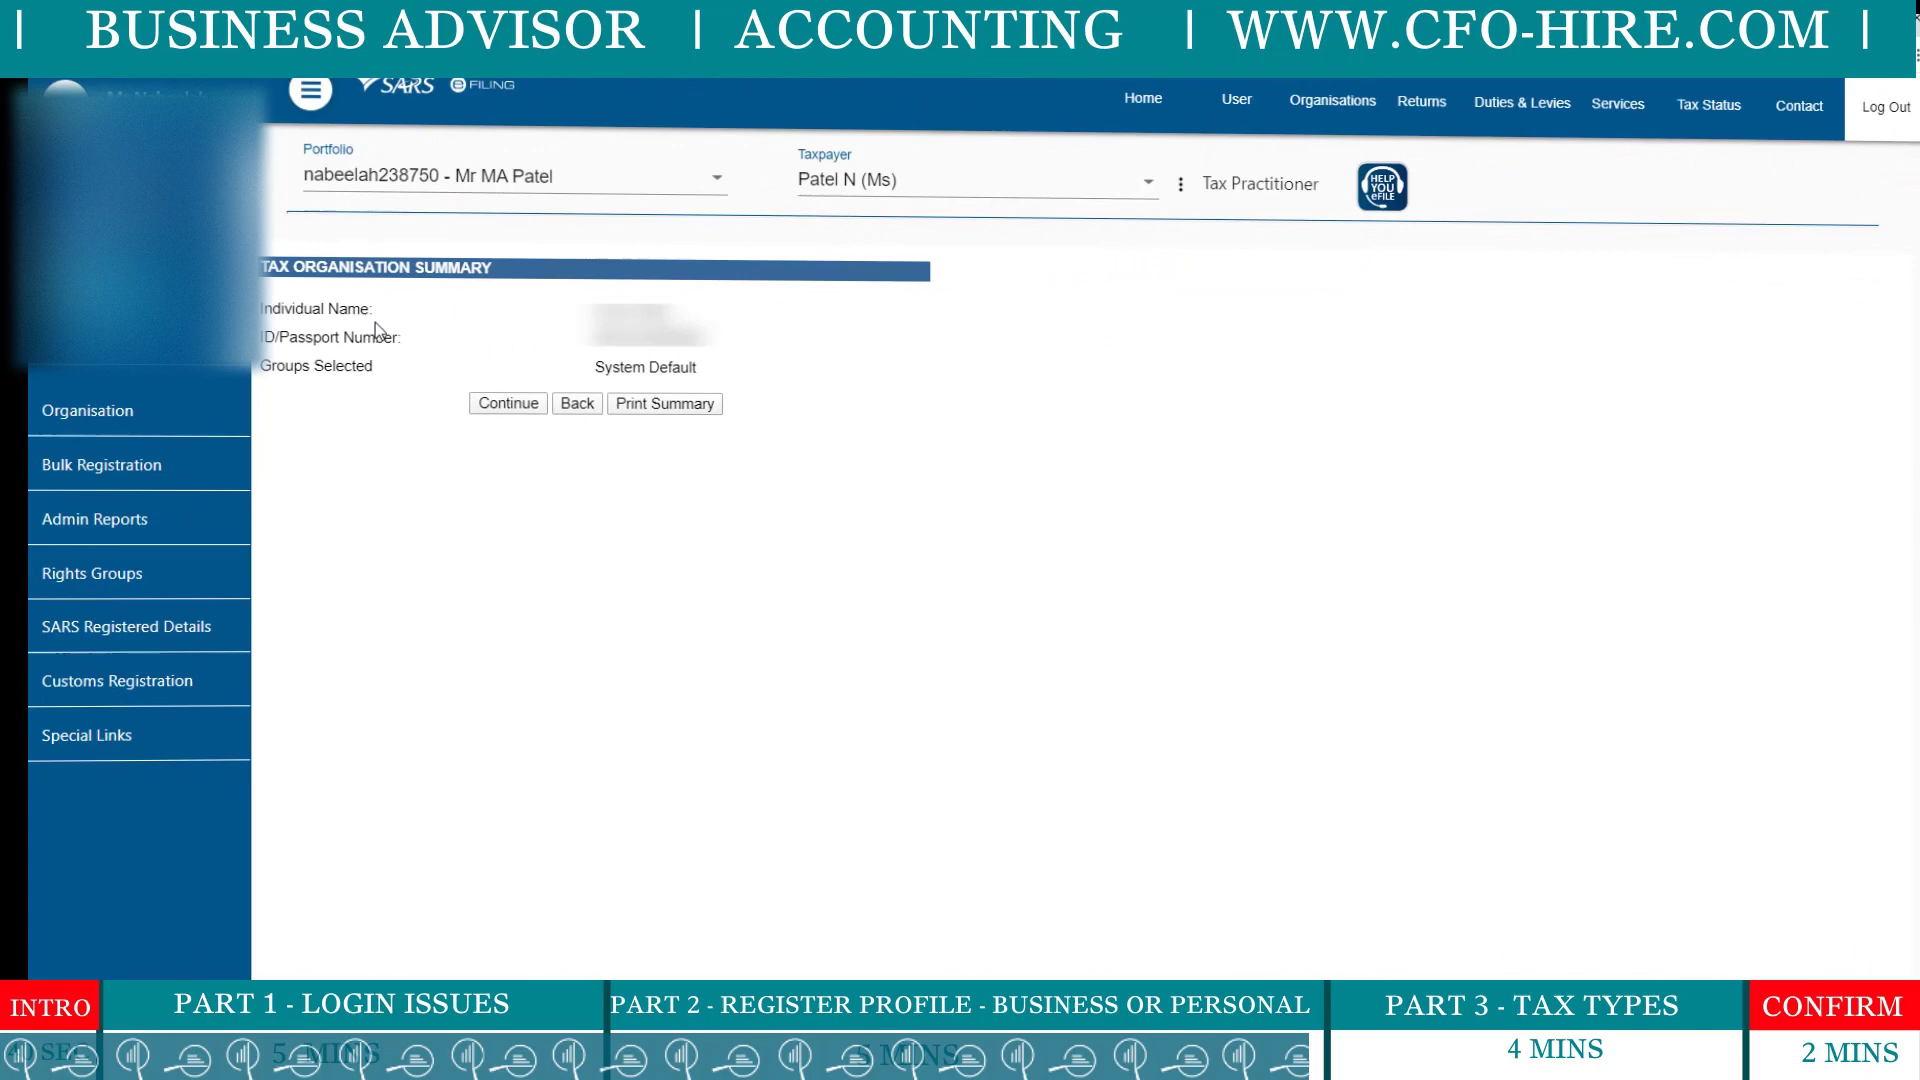 | BUSINESS ADVISOR | ACCOUNTING | WWW.CFO-HIRE.COM |
SARS e FILING
Home User Organisations Returns Duties & Levies Services Tax Status Contact Log Out
Portfolio
nabeelah238750 - Mr MA Patel
Taxpayer
Patel N (Ms)
Tax Practitioner
HELP
YOU
eFILE
TAX ORGANISATION SUMMARY
Individual Name:
ID/Passport Number:
Groups Selected System Default
Continue Back Print Summary
Organisation
Bulk Registration
Admin Reports
Rights Groups
SARS Registered Details
Customs Registration
Special Links
INTRO PART 1 - LOGIN ISSUES PART 2 - REGISTER PROFILE - BUSINESS OR PERSONAL PART 3 - TAX TYPES CONFIRM
SEC 5 MINS MINS 4 MINS 2 MINS